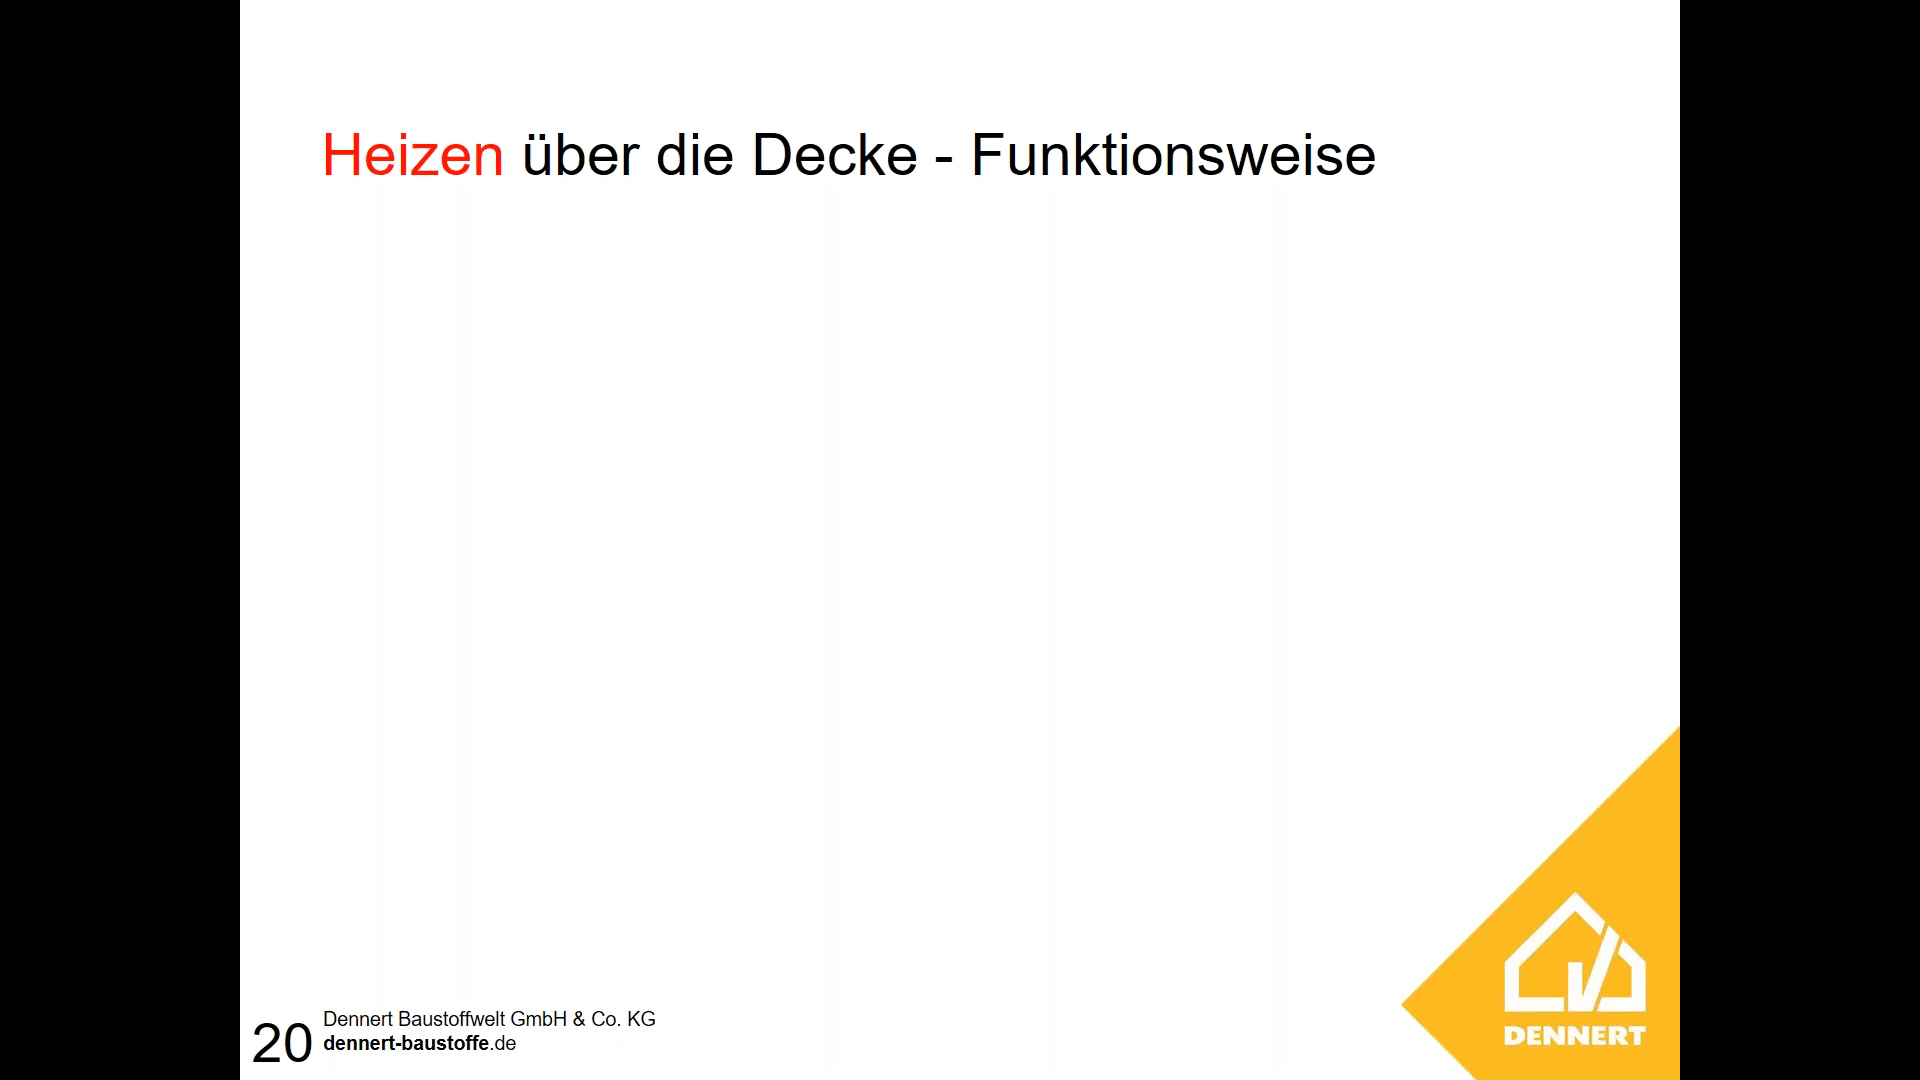 Heizen über die Decke - Funktionsweise
20
Dennert Baustoffwelt GmbH & Co. KG
dennert-baustoffe.de
DENNERT